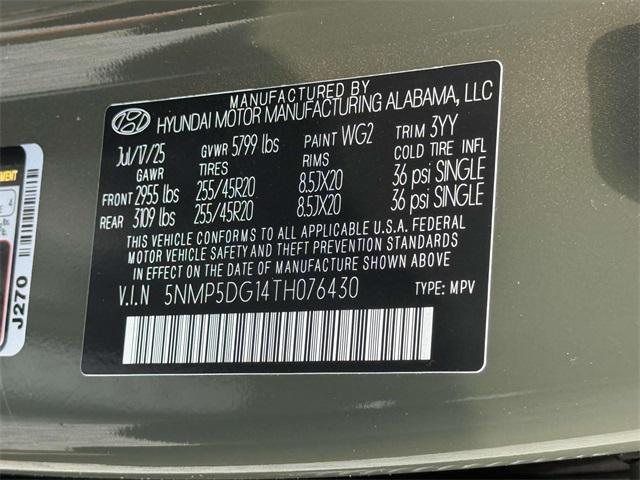 MANUFACTURED BY
HYUNDAI MOTOR MANUFACTURING ALABAMA, LLC
Jul/17/25 GVWR 5799 lbs PAINT WG2 TRIM 3YY
GAWR TIRES RIMS COLD TIRE INFL
FRONT 2955 lbs 255/45R20 8.5JX20 36 psi SINGLE
REAR 3109 lbs 255/45R20 8.5JX20 36 psi SINGLE
THIS VEHICLE CONFORMS TO ALL APPLICABLE U.S.A. FEDERAL
MOTOR VEHICLE SAFETY AND THEFT PREVENTION STANDARDS
IN EFFECT ON THE DATE OF MANUFACTURE SHOWN ABOVE.
V.I.N 5NMP5DG14TH076430 TYPE: MPV
J270